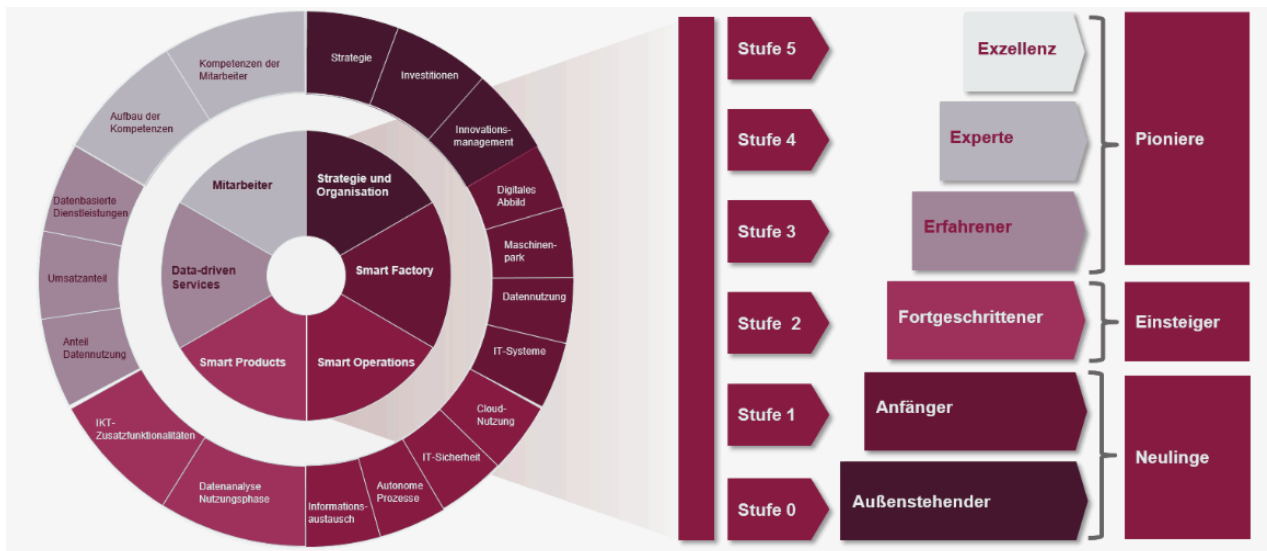 Strategie
Investitionen
Innovations-
management
Digitales
Abbild
Maschinen-
park
Datennutzung
IT-Systeme
Cloud-
Nutzung
IT-Sicherheit
Autonome
Prozesse
Informations-
austausch
Datenanalyse
Nutzungsphase
IKT-
Zusatzfunktionalitäten
Anteil
Datennutzung
Umsatzanteil
Datenbasierte
Dienstleistungen
Aufbau der
Kompetenzen
Kompetenzen der
Mitarbeiter
Strategie und
Organisation
Smart Factory
Smart Operations
Smart Products
Data-driven
Services
Mitarbeiter
Stufe 5
Exzellenz
Stufe 4
Experte
Pioniere
Stufe 3
Erfahrener
Stufe 2
Fortgeschrittener
Einsteiger
Stufe 1
Anfänger
Neulinge
Stufe 0
Außenstehender